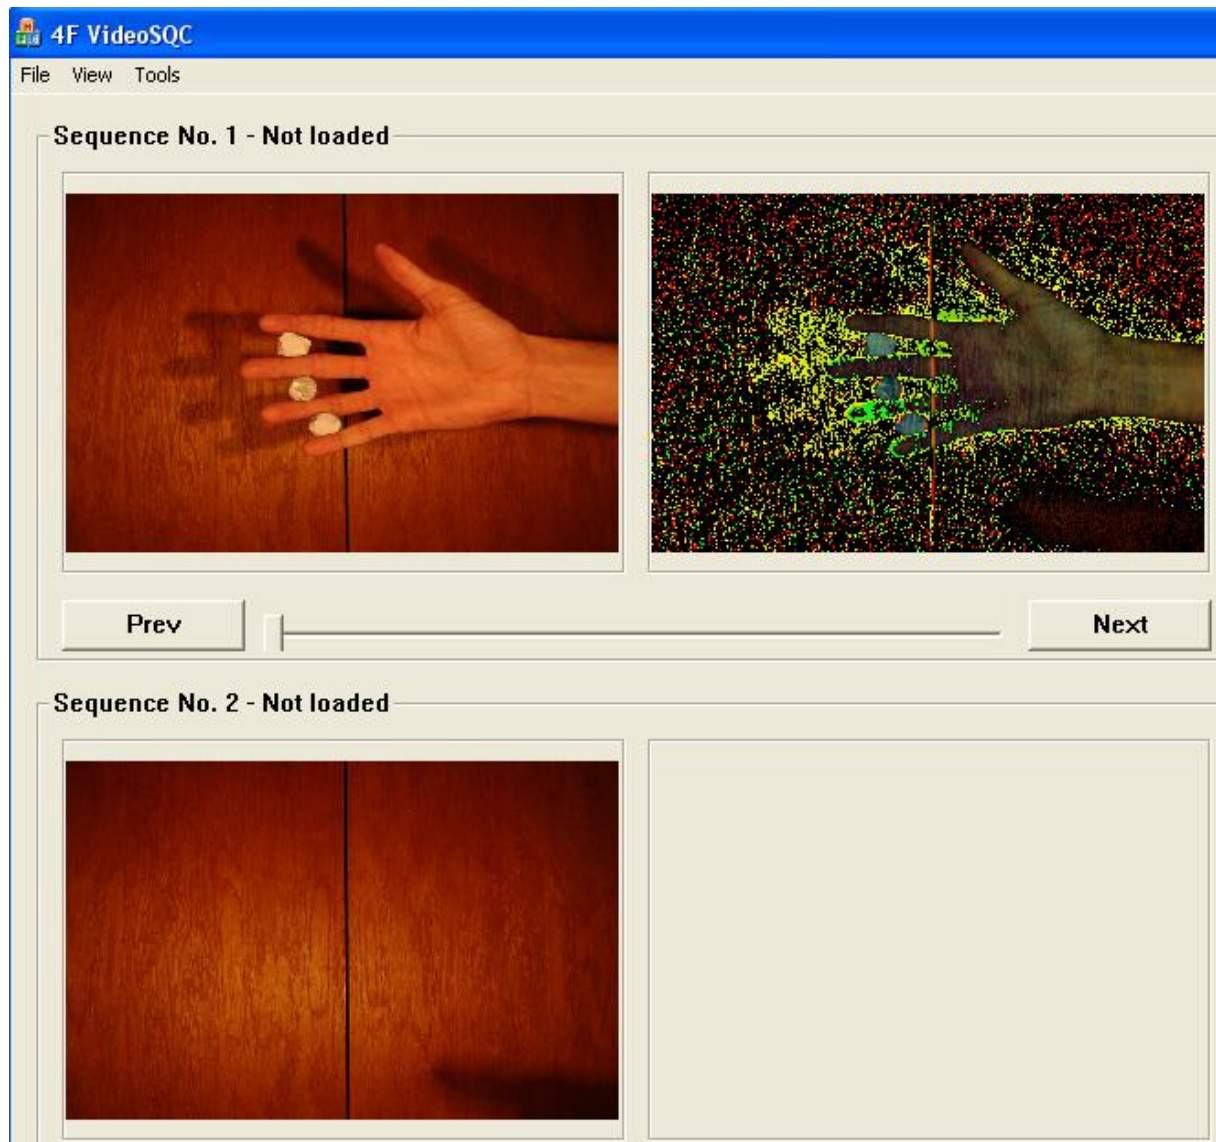 4F VideoSQC
File View Tools
Sequence No. 1 - Not loaded
Prev
Next
Sequence No. 2 - Not loaded